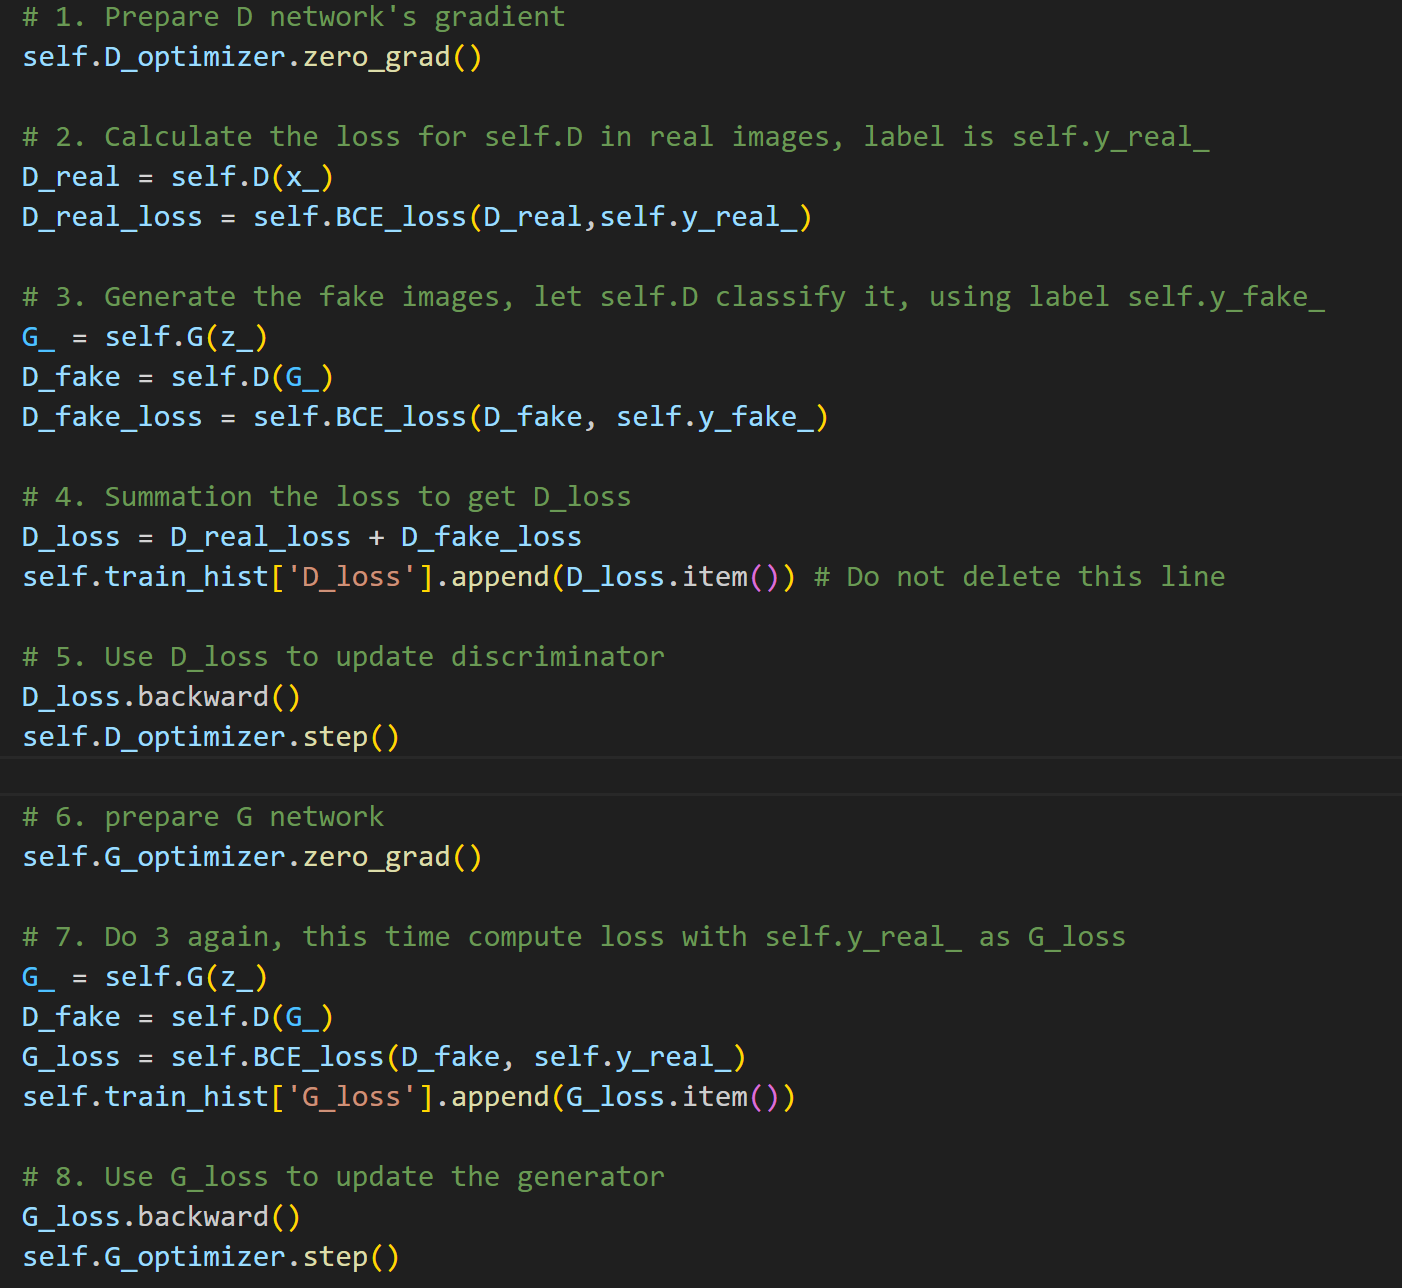 # 1. Prepare D network's gradient
self.D_optimizer.zero_grad()
# 2. Calculate the loss for self.D in real images, label is self.y_real_
D_real = self.D(x_)
D_real_loss = self.BCE_loss(D_real,self.y_real_)
# 3. Generate the fake images, let self.D classify it, using label self.y_fake_
G_ = self.G(z_)
D_fake = self.D(G_)
D_fake_loss = self.BCE_loss(D_fake, self.y_fake_)
# 4. Summation the loss to get D_loss
D_loss = D_real_loss + D_fake_loss
self.train_hist['D_loss'].append(D_loss.item()) # Do not delete this line
# 5. Use D_loss to update discriminator
D_loss.backward()
self.D_optimizer.step()
# 6. prepare G network
self.G_optimizer.zero_grad()
# 7. Do 3 again, this time compute loss with self.y_real_ as G_loss
G_ = self.G(z_)
D_fake = self.D(G_)
G_loss = self.BCE_loss(D_fake, self.y_real_)
self.train_hist['G_loss'].append(G_loss.item())
# 8. Use G_loss to update the generator
G_loss.backward()
self.G_optimizer.step()